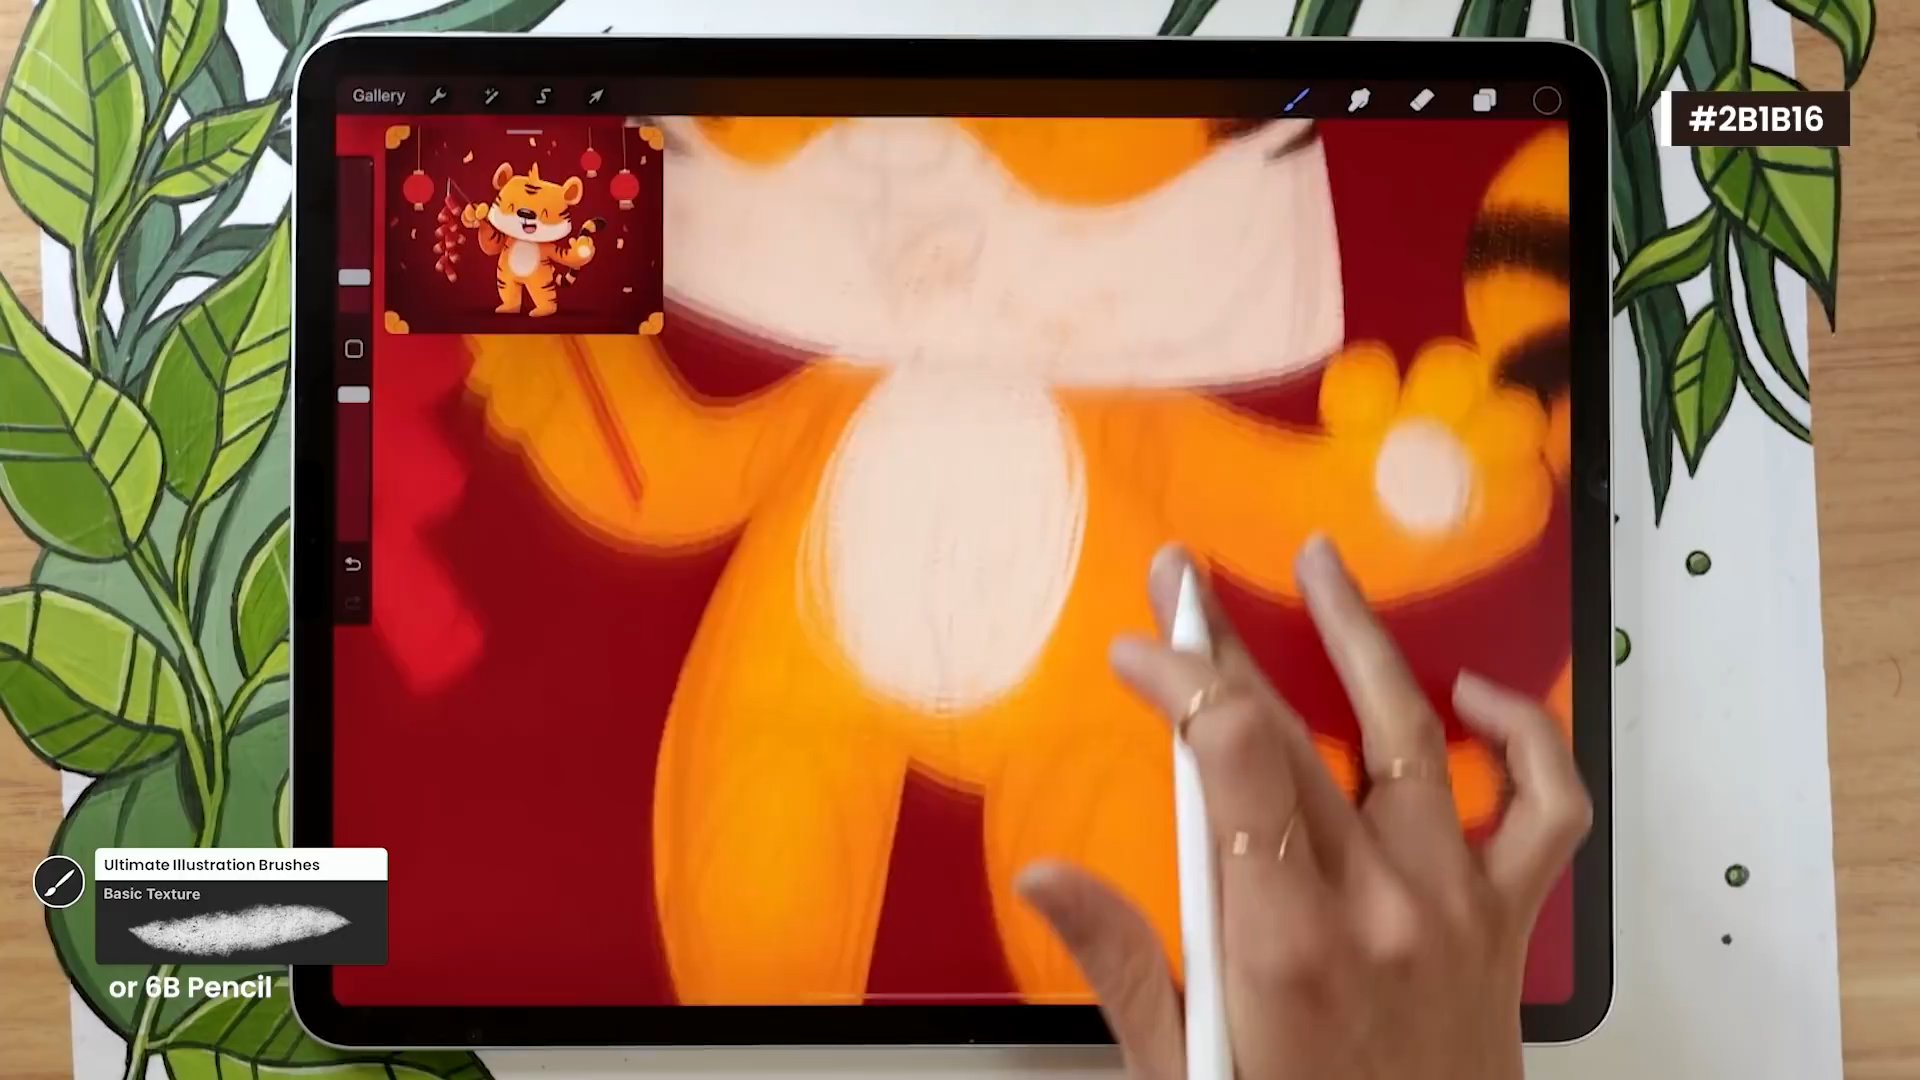 Gallery
#2B1B16
Ultimate Illustration Brushes
Basic Texture
or 6B Pencil